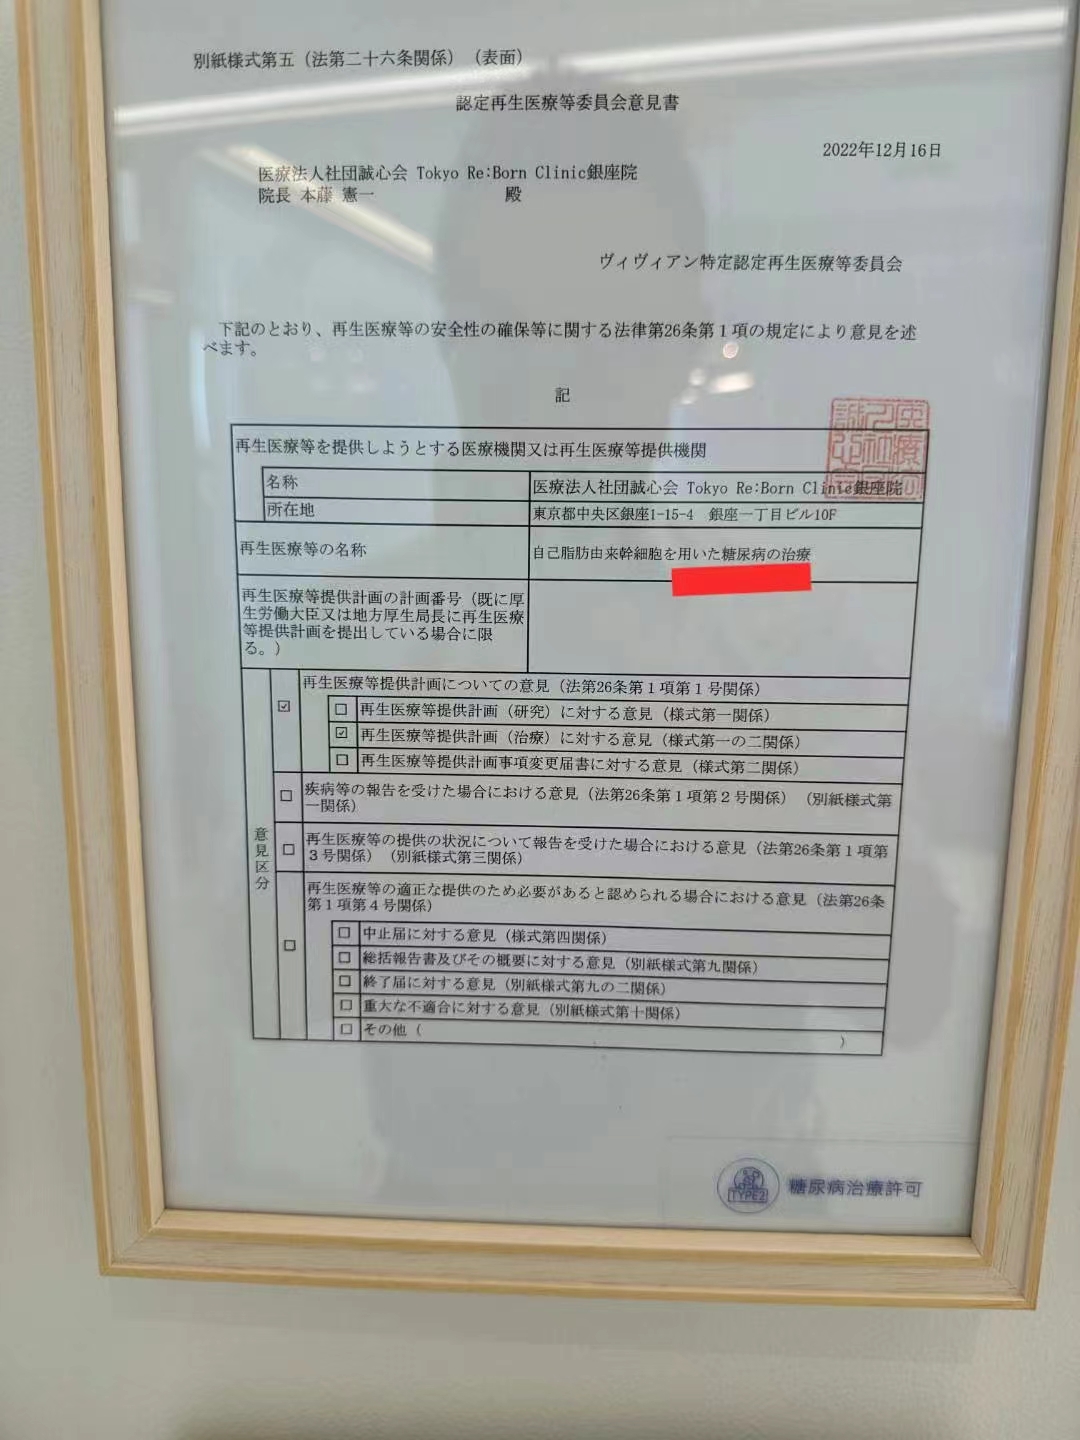 別紙様式第五（法第二十六条関係）（表面）
認定再生医療等委員会意見書
2022年12月16日
医療法人社団誠心会 Tokyo Re:Born Clinic銀座院
院長 本藤 憲一 殿
ヴィヴィアン特定認定再生医療等委員会
下記のとおり、再生医療等の安全性の確保等に関する法律第26条第１項の規定により意見を述
べます。
記
再生医療等を提供しようとする医療機関又は再生医療等提供機関
名称
医療法人社団誠心会 Tokyo Re:Born Clinic銀座院
所在地
東京都中央区銀座1-15-4 銀座一丁目ビル10F
再生医療等の名称
自己脂肪由来幹細胞を用いた糖尿病の治療
再生医療等提供計画の計画番号（既に厚
生労働大臣又は地方厚生局長に再生医療
等提供計画を提出している場合に限
る。）
意見区分
☑ 再生医療等提供計画についての意見（法第26条第１項第１号関係）
□ 再生医療等提供計画（研究）に対する意見（様式第一関係）
☑ 再生医療等提供計画（治療）に対する意見（様式第一の二関係）
□ 再生医療等提供計画事項変更届書に対する意見（様式第二関係）
□ 疾病等の報告を受けた場合における意見（法第26条第１項第２号関係）（別紙様式第
一関係）
□ 再生医療等の提供の状況について報告を受けた場合における意見（法第26条第１項第
３号関係）（別紙様式第三関係）
□ 再生医療等の適正な提供のため必要があると認められる場合における意見（法第26条
第１項第４号関係）
□ 中止届に対する意見（様式第四関係）
□ 総括報告書及びその概要に対する意見（別紙様式第九関係）
□ 終了届に対する意見（別紙様式第九の二関係）
□ 重大な不適合に対する意見（別紙様式第十関係）
□ その他（ ）
TYPE2
糖尿病治療許可